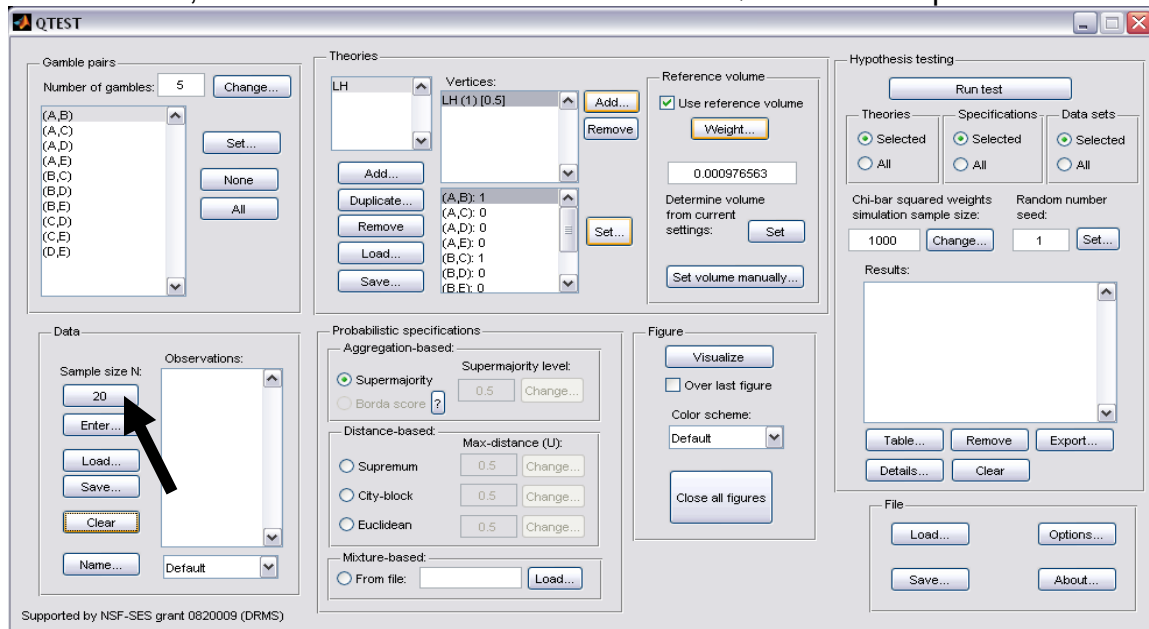 QTEST
Gamble pairs
Number of gambles: 5 Change...
(A,B)
(A,C)
(A,D)
(A,E)
(B,C)
(B,D)
(B,E)
(C,D)
(C,E)
(D,E)
Set...
None
All
Theories
LH
Vertices:
LH (1) [0.5]
Add...
Remove
Add...
Duplicate...
Remove
Load...
Save...
(A,B): 1
(A,C): 0
(A,D): 0
(A,E): 0
(B,C): 1
(B,D): 0
(B,E): 0
Set...
Reference volume
Use reference volume
Weight...
0.000976563
Determine volume
from current
settings: Set
Set volume manually...
Hypothesis testing
Run test
Theories
Selected
All
Specifications
Selected
All
Data sets
Selected
All
Chi-bar squared weights
simulation sample size:
1000 Change...
Random number
seed:
1 Set...
Results:
Table... Remove Export...
Details... Clear
Data
Sample size N:
20
Enter...
Load...
Save...
Clear
Name... Default
Observations:
Probabilistic specifications
Aggregation-based:
Supermajority level:
Supermajority 0.5 Change...
Borda score ?
Distance-based:
Max-distance (U):
Supremum 0.5 Change...
City-block 0.5 Change...
Euclidean 0.5 Change...
Mixture-based:
From file: Load...
Figure
Visualize
Over last figure
Color scheme:
Default
Close all figures
File
Load... Options...
Save... About...
Supported by NSF-SES grant 0820009 (DRMS)